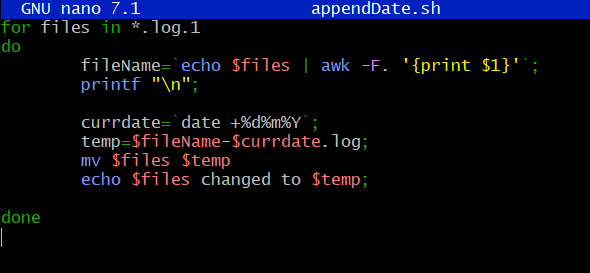 GNU nano 7.1 appendDate.sh
for files in *.log.1
do
fileName=`echo $files | awk -F. '{print $1}'`;
printf "\n";
currdate=`date +%d%m%Y`;
temp=$fileName-$currdate.log;
mv $files $temp
echo $files changed to $temp;
done